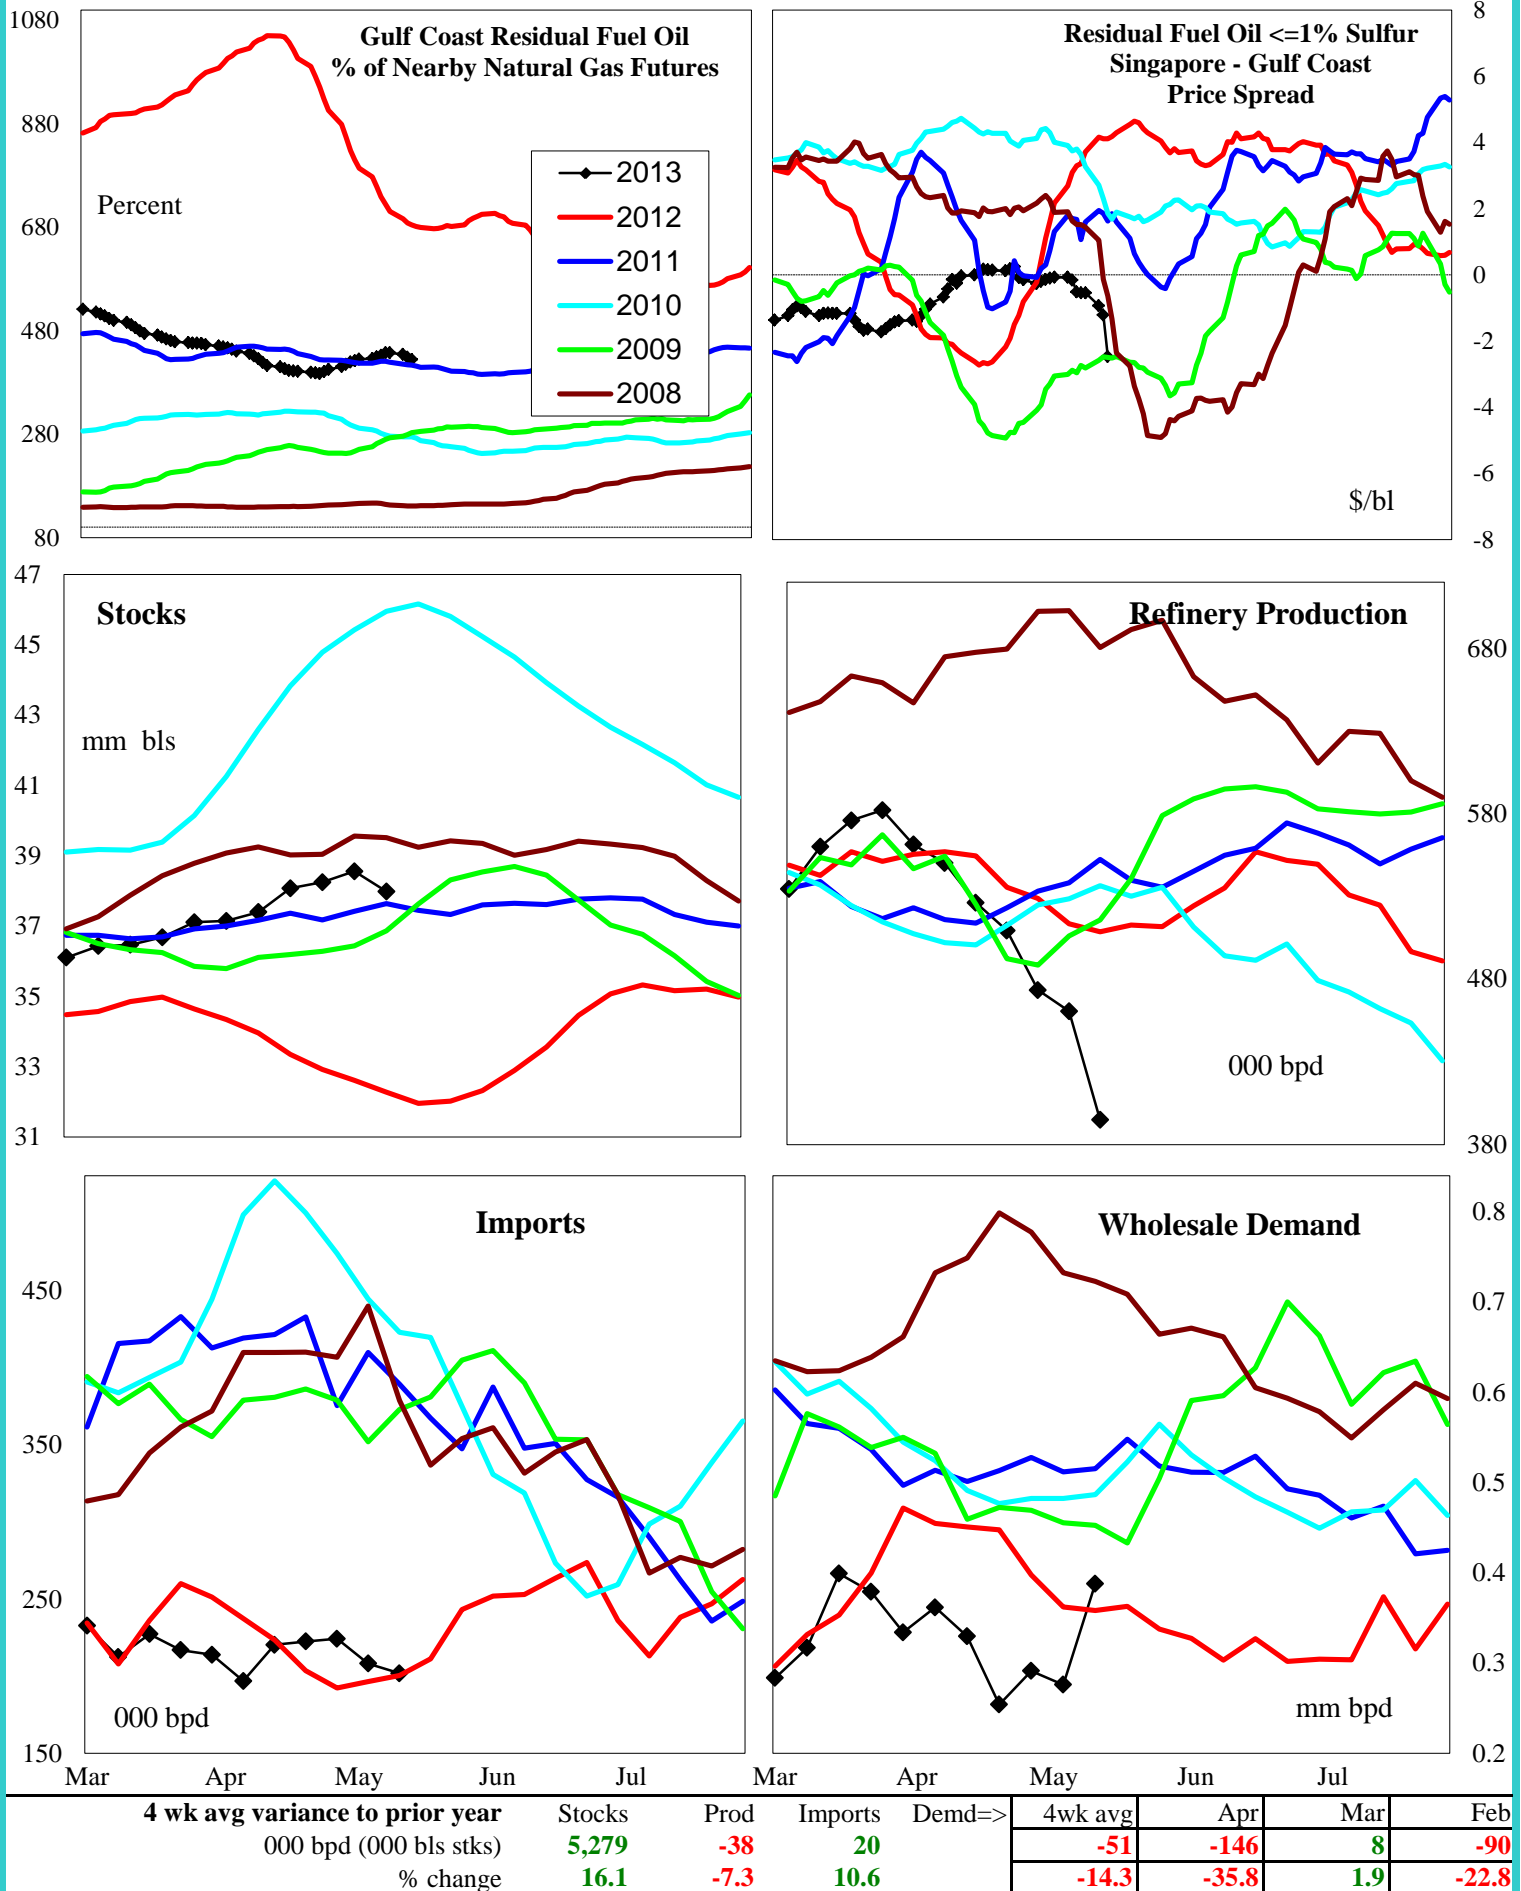 Gulf Coast Residual Fuel Oil
% of Nearby Natural Gas Futures
Percent
1080
880
680
480
280
80
2013
2012
2011
2010
2009
2008
Residual Fuel Oil <=1% Sulfur
Singapore - Gulf Coast
Price Spread
$/bl
8
6
4
2
0
-2
-4
-6
-8
Stocks
mm bls
47
45
43
41
39
37
35
33
31
Refinery Production
000 bpd
680
580
480
380
Imports
000 bpd
450
350
250
150
Mar Apr May Jun Jul
Wholesale Demand
mm bpd
0.8
0.7
0.6
0.5
0.4
0.3
0.2
Mar Apr May Jun Jul
4 wk avg variance to prior year Stocks Prod Imports Demd=> 4wk avg Apr Mar Feb
000 bpd (000 bls stks) 5,279 -38 20 -51 -146 8 -90
% change 16.1 -7.3 10.6 -14.3 -35.8 1.9 -22.8